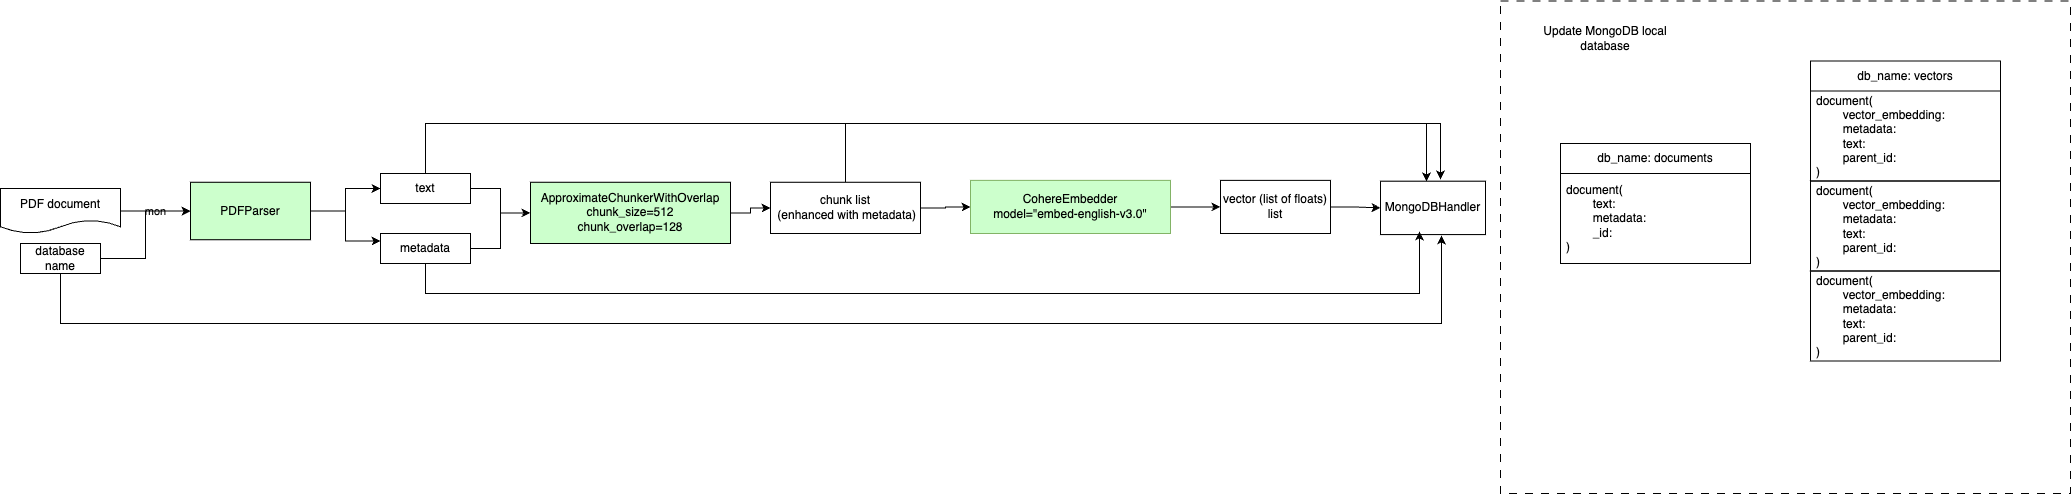 PDF document
database
name
mon
PDFParser
text
metadata
ApproximateChunkerWithOverlap
chunk_size=512
chunk_overlap=128
chunk list
(enhanced with metadata)
CohereEmbedder
model="embed-english-v3.0"
vector (list of floats)
list
MongoDBHandler
Update MongoDB local
database
db_name: documents
document(
text:
metadata:
_id:
)
db_name: vectors
document(
vector_embedding:
metadata:
text:
parent_id:
)
document(
vector_embedding:
metadata:
text:
parent_id:
)
document(
vector_embedding:
metadata:
text:
parent_id:
)